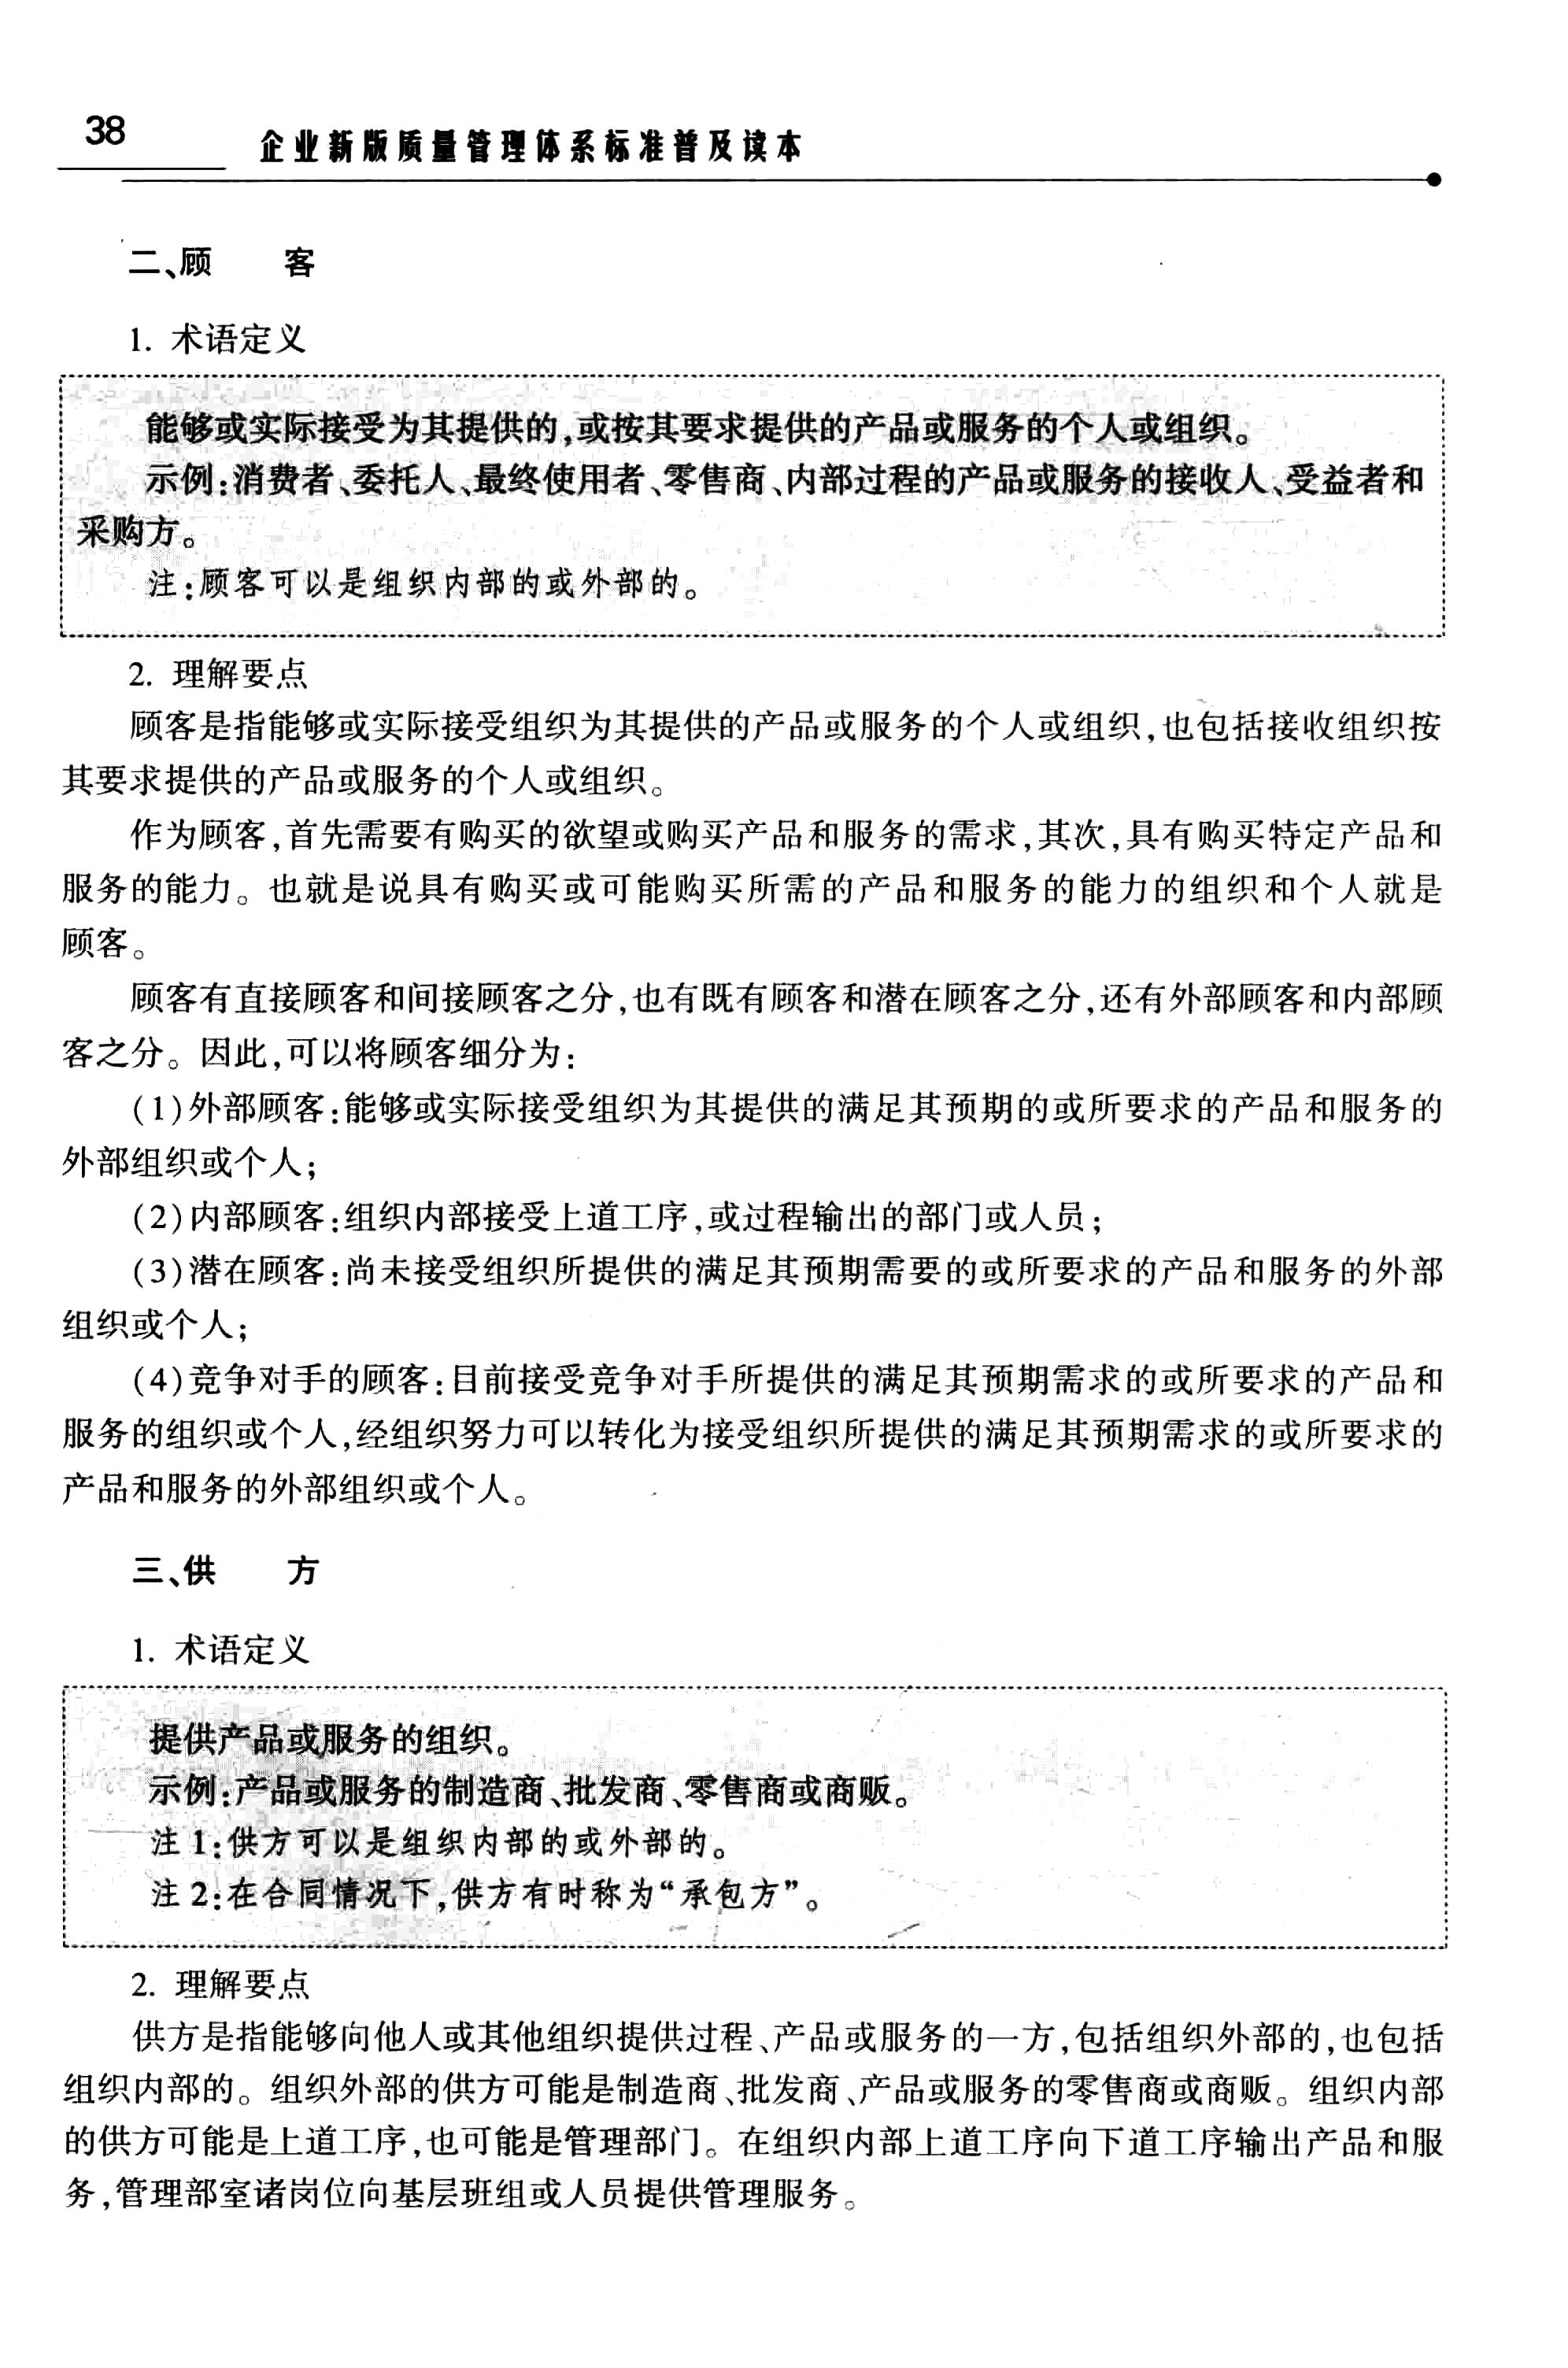 38
企业新版质量管理体系标准普及读本
二、顾 客
1. 术语定义
能够或实际接受为其提供的,或按其要求提供的产品或服务的个人或组织。
示例:消费者、委托人、最终使用者、零售商、内部过程的产品或服务的接收人、受益者和
采购方。
注:顾客可以是组织内部的或外部的。
2. 理解要点
顾客是指能够或实际接受组织为其提供的产品或服务的个人或组织,也包括接收组织按
其要求提供的产品或服务的个人或组织。
作为顾客,首先需要有购买的欲望或购买产品和服务的需求,其次,具有购买特定产品和
服务的能力。也就是说具有购买或可能购买所需的产品和服务的能力的组织和个人就是
顾客。
顾客有直接顾客和间接顾客之分,也有既有顾客和潜在顾客之分,还有外部顾客和内部顾
客之分。因此,可以将顾客细分为:
(1)外部顾客:能够或实际接受组织为其提供的满足其预期的或所要求的产品和服务的
外部组织或个人;
(2)内部顾客:组织内部接受上道工序,或过程输出的部门或人员;
(3)潜在顾客:尚未接受组织所提供的满足其预期需要的或所要求的产品和服务的外部
组织或个人;
(4)竞争对手的顾客:目前接受竞争对手所提供的满足其预期需求的或所要求的产品和
服务的组织或个人,经组织努力可以转化为接受组织所提供的满足其预期需求的或所要求的
产品和服务的外部组织或个人。
三、供 方
1. 术语定义
提供产品或服务的组织。
示例:产品或服务的制造商、批发商、零售商或商贩。
注1:供方可以是组织内部的或外部的。
注2:在合同情况下,供方有时称为“承包方”。
2. 理解要点
供方是指能够向他人或其他组织提供过程、产品或服务的一方,包括组织外部的,也包括
组织内部的。组织外部的供方可能是制造商、批发商、产品或服务的零售商或商贩。组织内部
的供方可能是上道工序,也可能是管理部门。在组织内部上道工序向下道工序输出产品和服
务,管理部室诸岗位向基层班组或人员提供管理服务。